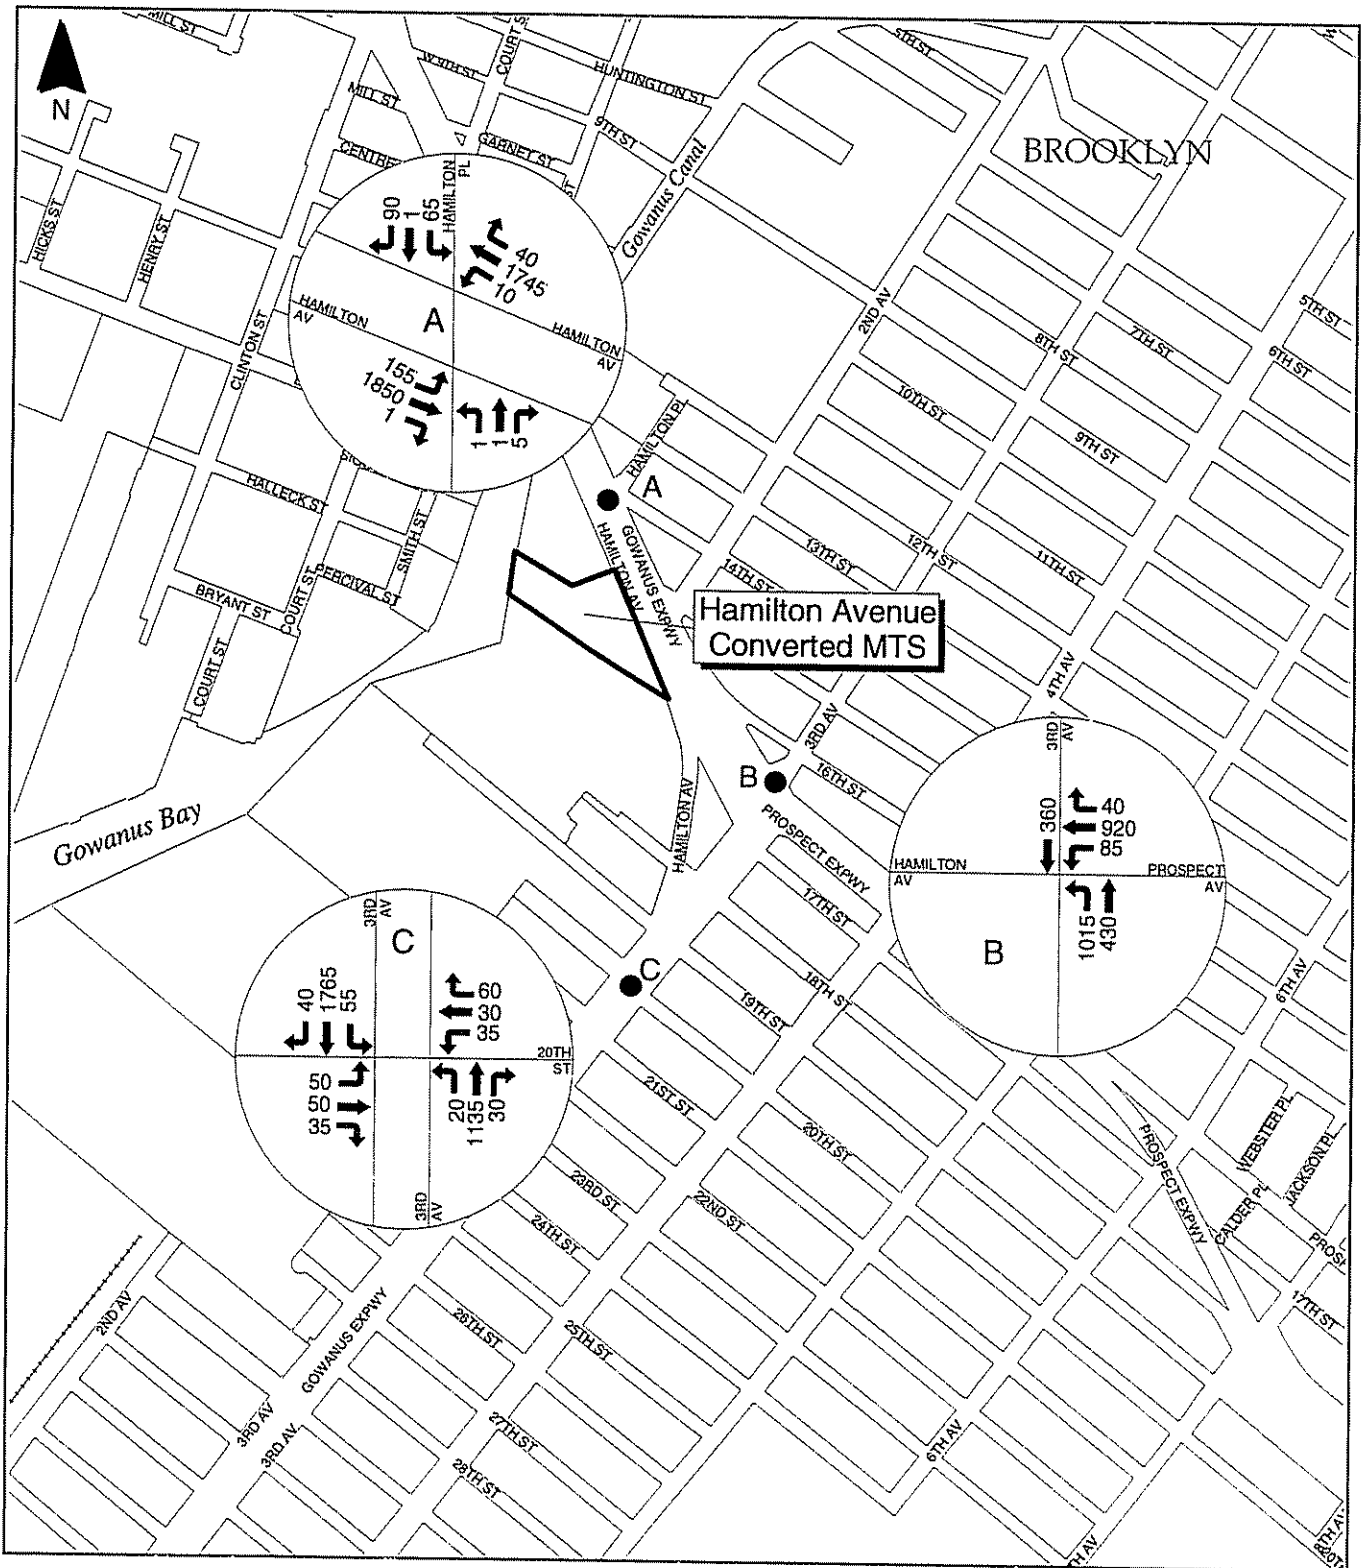 MILL ST
COURT S
5TH ST
N
W 9TH ST
HUNTINGTON ST
MILL ST
9TH ST
GARNET ST
CENTRE
Gowanus Canal
BROOKLYN
HICKS ST
HENRY ST
CLINTON ST
HAMILTON PL
90
1
65
40
1745
10
HAMILTON AV
A
HAMILTON AV
155
1850
1
1
1
5
2ND AV
5TH ST
6TH ST
7TH ST
8TH ST
10TH ST
9TH ST
HAMILTON PL
A
HALLECK ST
SMITH ST
PERCIVAL ST
COURT ST
BRYANT ST
COURT ST
HAMILTON AV
GOWANUS EXPWY
14TH ST
13TH ST
12TH ST
11TH ST
Hamilton Avenue
Converted MTS
4TH AV
3RD AV
16TH ST
B
PROSPECT EXPWY
17TH ST
HAMILTON AV
Gowanus Bay
3RD AV
360
40
920
85
HAMILTON AV
PROSPECT AV
1015
430
B
6TH AV
C
18TH ST
19TH ST
3RD AV
C
40
1765
55
60
30
35
20TH ST
50
50
35
20
1135
30
3RD AV
21ST ST
20TH ST
22ND ST
23RD ST
24TH ST
PROSPECT EXPWY
WEBSTER PL
JACKSON PL
CALDER PL
17TH ST
2ND AV
GOWANUS EXPWY
26TH ST
25TH ST
3RD AV
3RD AV
27TH ST
28TH ST
6TH AV
TH AV
8TH AV